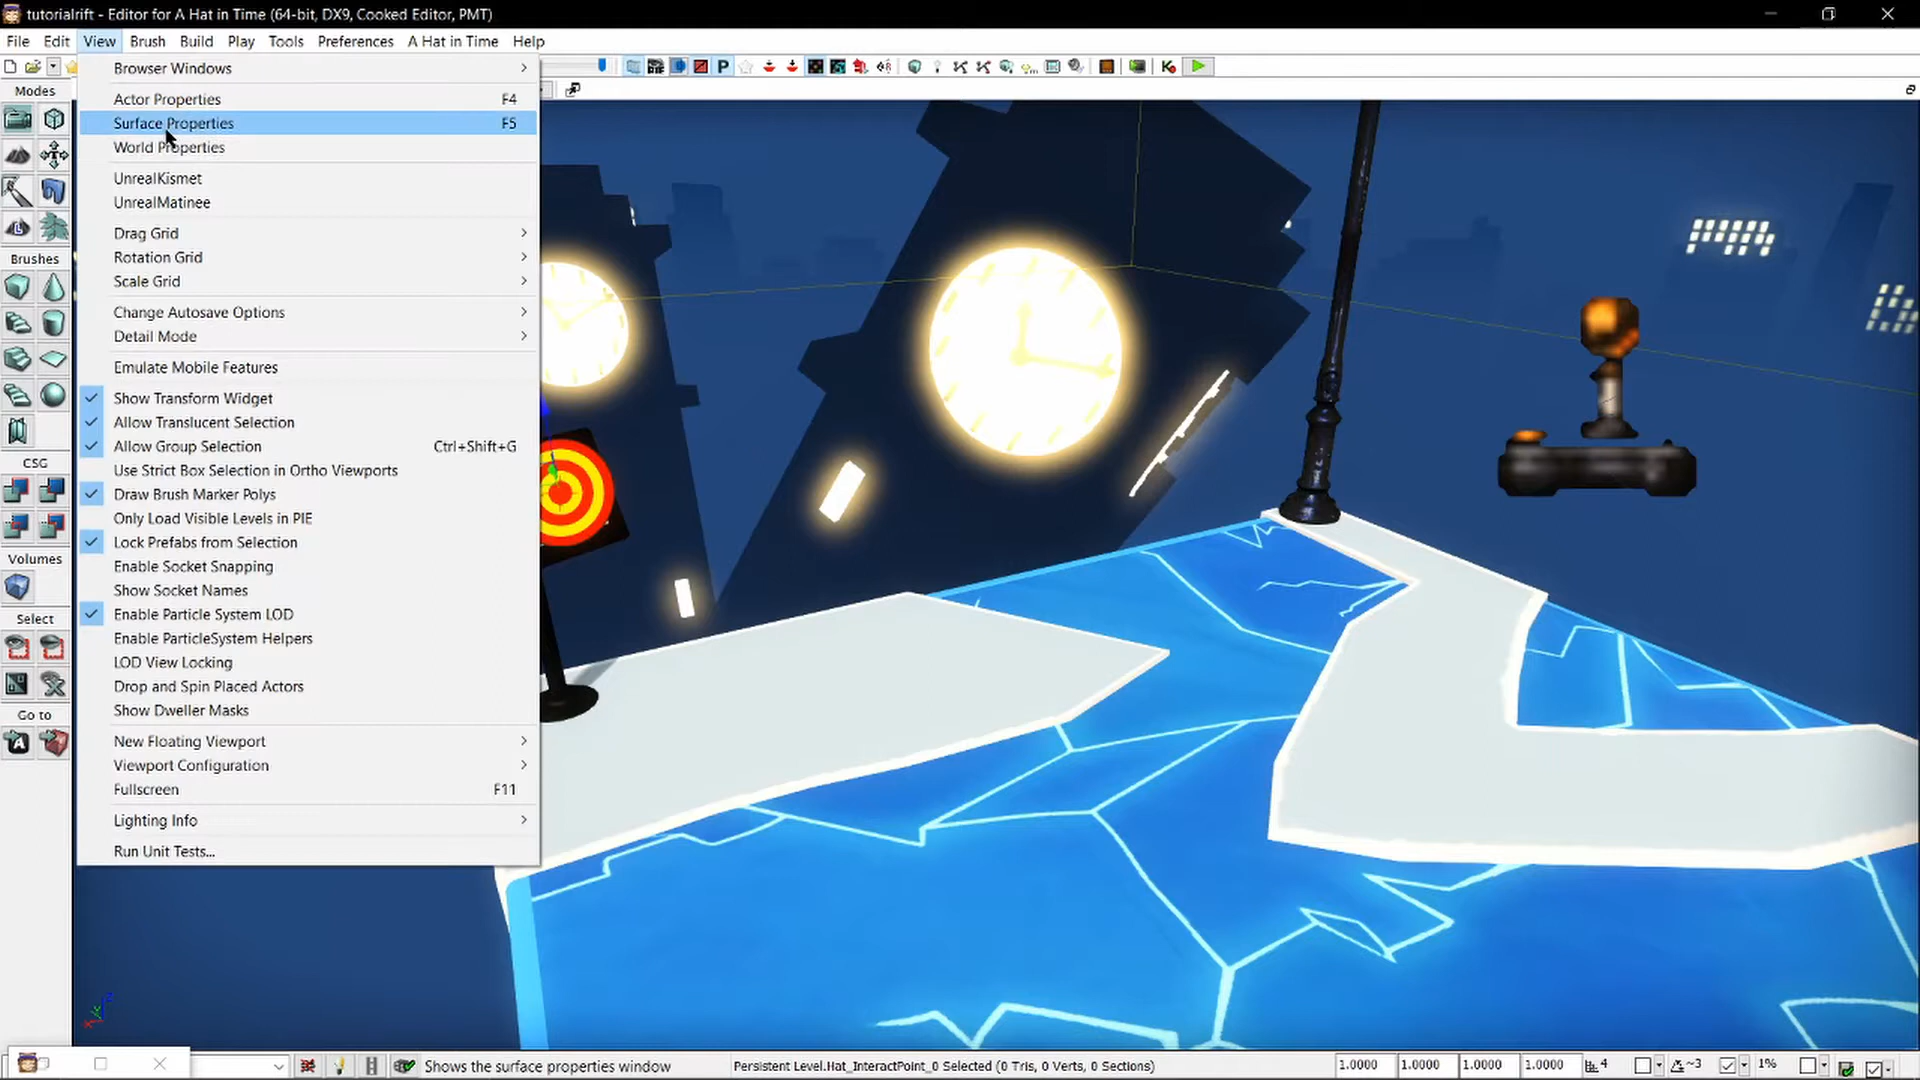 tutorialrift - Editor for A Hat in Time (64-bit, DX9, Cooked Editor, PMT)
File Edit View Brush Build Play Tools Preferences A Hat in Time Help
Modes
Brushes
CSG
Volumes
Select
Go to
Browser Windows
Actor Properties F4
Surface Properties F5
World Properties
UnrealKismet
UnrealMatinee
Drag Grid
Rotation Grid
Scale Grid
Change Autosave Options
Detail Mode
Emulate Mobile Features
Show Transform Widget
Allow Translucent Selection
Allow Group Selection Ctrl+Shift+G
Use Strict Box Selection in Ortho Viewports
Draw Brush Marker Polys
Only Load Visible Levels in PIE
Lock Prefabs from Selection
Enable Socket Snapping
Show Socket Names
Enable Particle System LOD
Enable ParticleSystem Helpers
LOD View Locking
Drop and Spin Placed Actors
Show Dweller Masks
New Floating Viewport
Viewport Configuration
Fullscreen F11
Lighting Info
Run Unit Tests...
Shows the surface properties window Persistent Level.Hat_InteractPoint_0 Selected (0 Tris, 0 Verts, 0 Sections) 1.0000 1.0000 1.0000 1.0000 4 ~3 1%